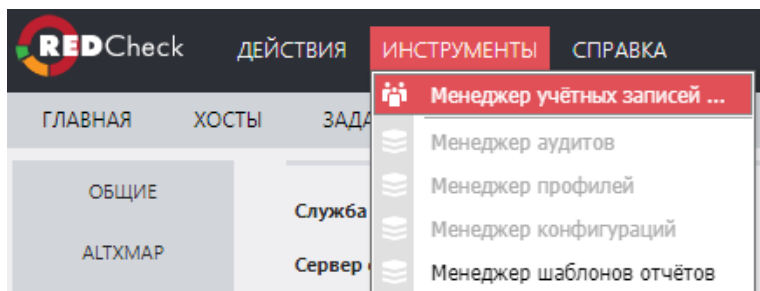 REDCheck ДЕЙСТВИЯ ИНСТРУМЕНТЫ СПРАВКА
Менеджер учётных записей ...
ГЛАВНАЯ ХОСТЫ
Менеджер аудитов
ОБЩИЕ
Менеджер профилей
Служба
Менеджер конфигураций
ALTXMAP
Сервер
Менеджер шаблонов отчётов